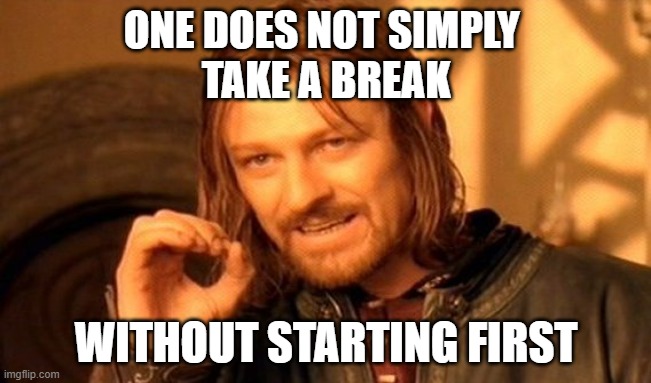 ONE DOES NOT SIMPLY
TAKE A BREAK
WITHOUT STARTING FIRST
imgflip.com